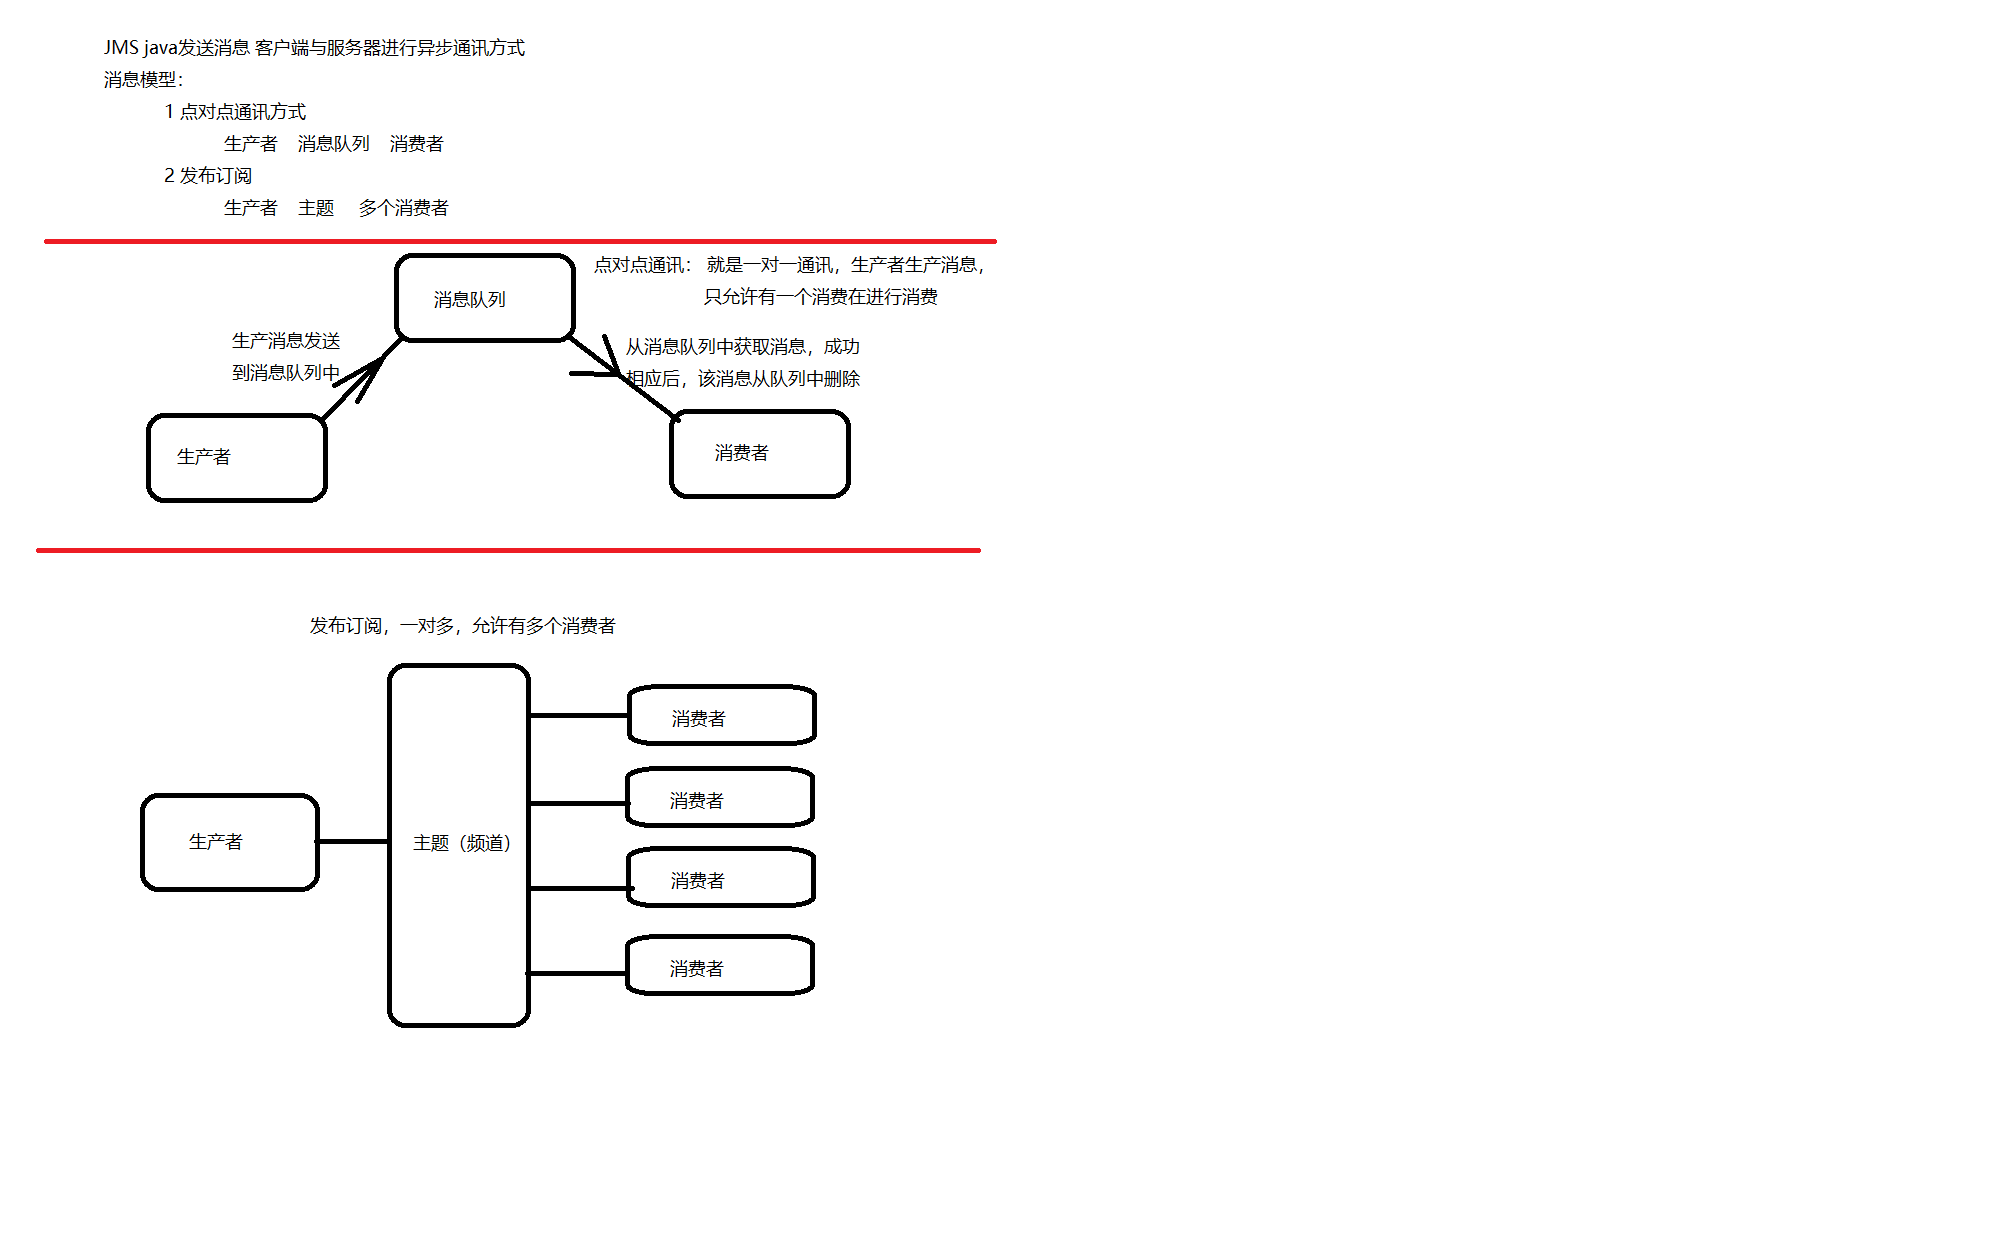 JMS java发送消息 客户端与服务器进行异步通讯方式
消息模型：
1 点对点通讯方式
生产者 消息队列 消费者
2 发布订阅
生产者 主题 多个消费者
点对点通讯： 就是一对一通讯，生产者生产消息，
只允许有一个消费在进行消费
消息队列
生产消息发送
到消息队列中
从消息队列中获取消息，成功
相应后，该消息从队列中删除
生产者
消费者
发布订阅，一对多，允许有多个消费者
消费者
消费者
生产者
主题（频道）
消费者
消费者